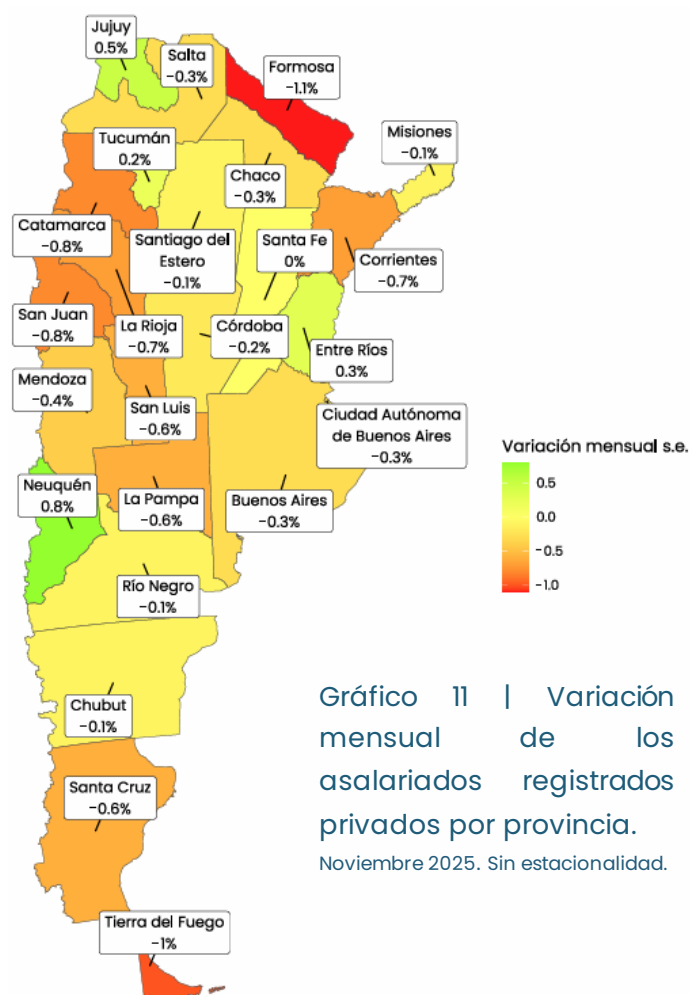 Jujuy
0.5%
Salta
-0.3%
Formosa
-1.1%
Misiones
-0.1%
Tucumán
0.2%
Chaco
-0.3%
Catamarca
-0.8%
Santiago del
Estero
-0.1%
Santa Fe
0%
Corrientes
-0.7%
San Juan
-0.8%
La Rioja
-0.7%
Córdoba
-0.2%
Entre Ríos
0.3%
Mendoza
-0.4%
San Luis
-0.6%
Ciudad Autónoma
de Buenos Aires
-0.3%
Variación mensual s.e.
0.5
0.0
-0.5
-1.0
Neuquén
0.8%
La Pampa
-0.6%
Buenos Aires
-0.3%
Río Negro
-0.1%
Chubut
-0.1%
Gráfico 11 | Variación
mensual de los
asalariados registrados
privados por provincia.
Noviembre 2025. Sin estacionalidad.
Santa Cruz
-0.6%
Tierra del Fuego
-1%